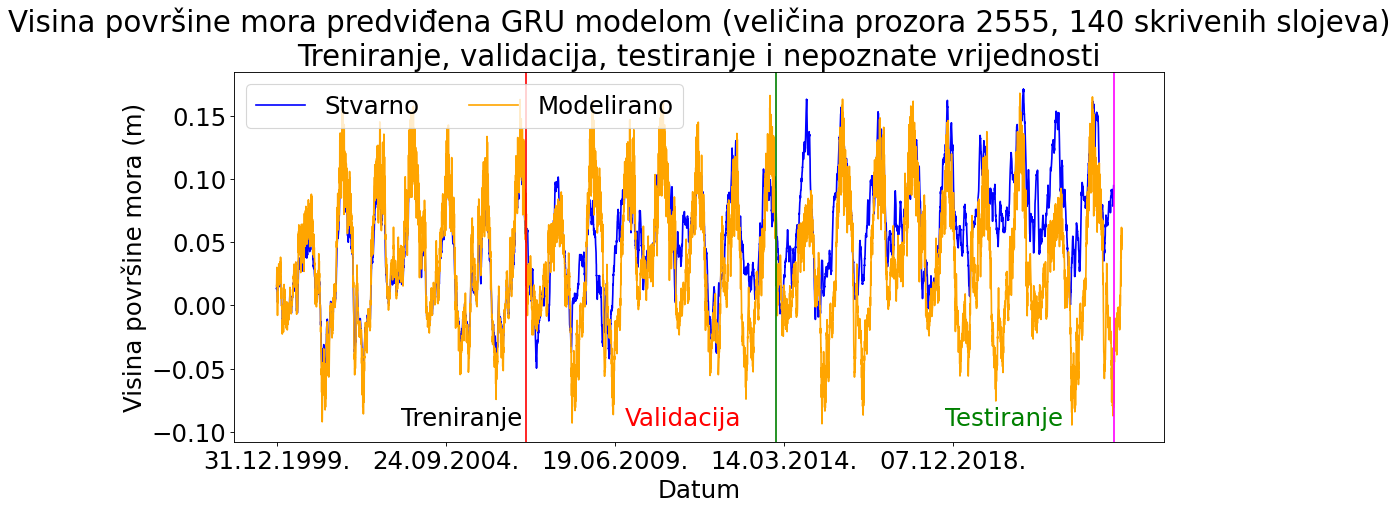 Visina površine mora predviđena GRU modelom (veličina prozora 2555, 140 skrivenih slojeva)
Treniranje, validacija, testiranje i nepoznate vrijednosti
Stvarno Modelirano
Visina površine mora (m)
0.15
0.10
0.05
0.00
−0.05
−0.10
Treniranje Validacija Testiranje
31.12.1999. 24.09.2004. 19.06.2009. 14.03.2014. 07.12.2018.
Datum